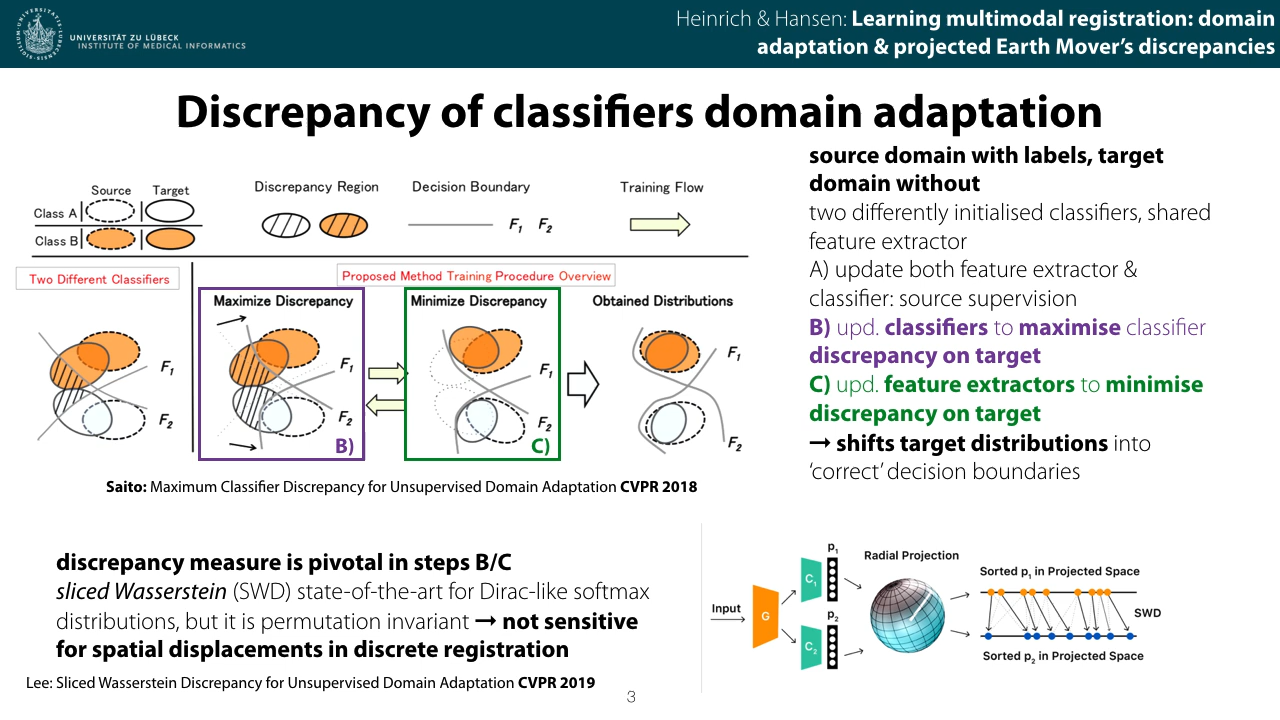 UNIVERSITÄT ZU LÜBECK
INSTITUTE OF MEDICAL INFORMATICS
Heinrich & Hansen: Learning multimodal registration: domain
adaptation & projected Earth Mover's discrepancies
Discrepancy of classifiers domain adaptation
Source Target
Class A
Class B
Discrepancy Region
Decision Boundary
F1 F2
Training Flow
Two Different Classifiers
Proposed Method Training Procedure Overview
Maximize Discrepancy
Minimize Discrepancy
Obtained Distributions
F1
F2
F1
F2
B)
F1
F2
C)
F1
F2
Saito: Maximum Classifier Discrepancy for Unsupervised Domain Adaptation CVPR 2018
source domain with labels, target
domain without
two differently initialised classifiers, shared
feature extractor
A) update both feature extractor &
classifier: source supervision
B) upd. classifiers to maximise classifier
discrepancy on target
C) upd. feature extractors to minimise
discrepancy on target
→ shifts target distributions into
‘correct’ decision boundaries
discrepancy measure is pivotal in steps B/C
sliced Wasserstein (SWD) state-of-the-art for Dirac-like softmax
distributions, but it is permutation invariant → not sensitive
for spatial displacements in discrete registration
Lee: Sliced Wasserstein Discrepancy for Unsupervised Domain Adaptation CVPR 2019
Input
G
C1
C2
p1
p2
Radial Projection
Sorted p1 in Projected Space
SWD
Sorted p2 in Projected Space
3